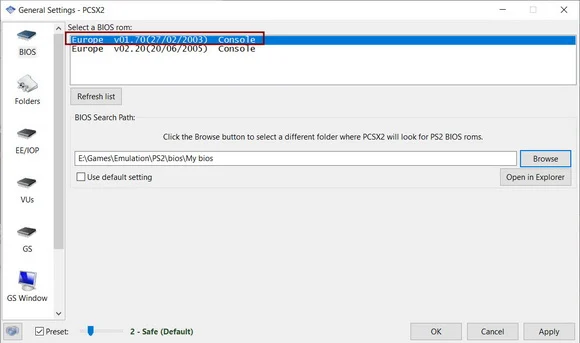 General Settings - PCSX2
Select a BIOS rom:
Europe  v01.70(27/02/2003)  Console
Europe  v02.20(20/06/2005)  Console
BIOS
Folders
EE/IOP
VUs
GS
GS Window
Refresh list
BIOS Search Path:
Click the Browse button to select a different folder where PCSX2 will look for PS2 BIOS roms.
E:\Games\Emulation\PS2\bios\My bios
Browse
Use default setting
Open in Explorer
Preset:
2 - Safe (Default)
OK
Cancel
Apply